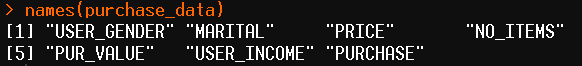 > names(purchase_data)
[1] "USER_GENDER" "MARITAL" "PRICE" "NO_ITEMS"
[5] "PUR_VALUE" "USER_INCOME" "PURCHASE"